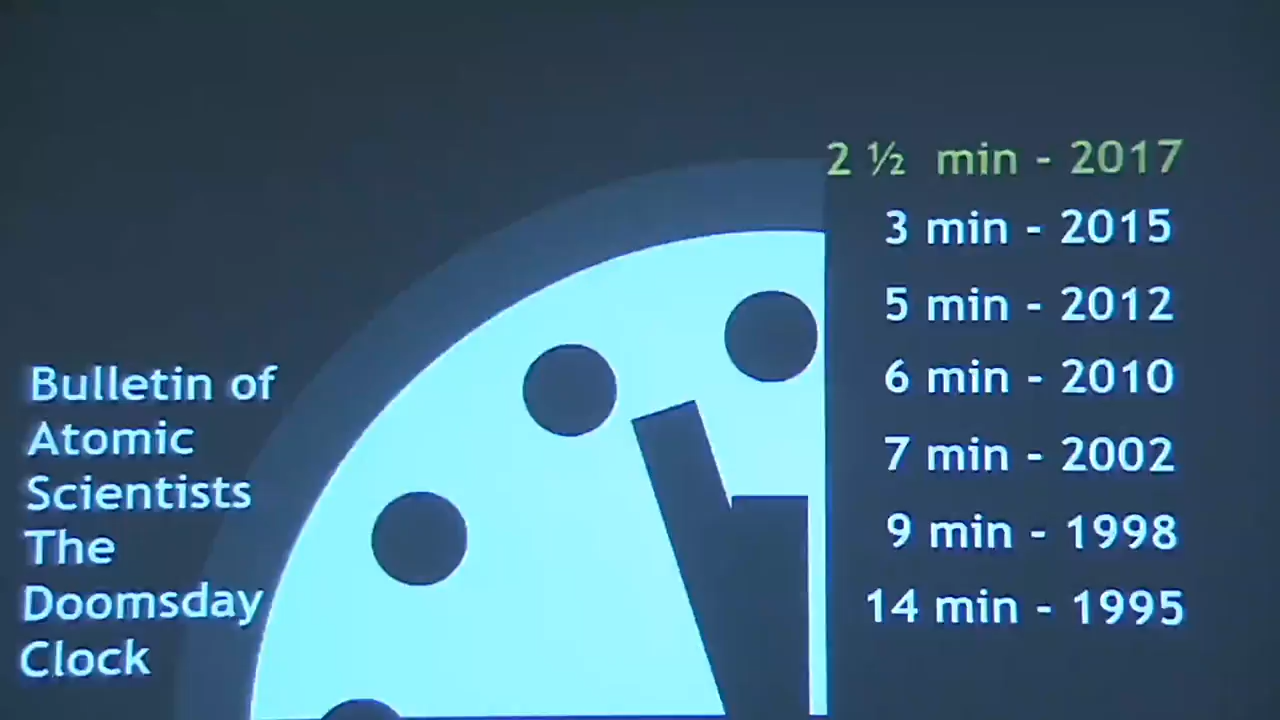 Bulletin of
Atomic
Scientists
The
Doomsday
Clock
2 ½ min - 2017
3 min - 2015
5 min - 2012
6 min - 2010
7 min - 2002
9 min - 1998
14 min - 1995